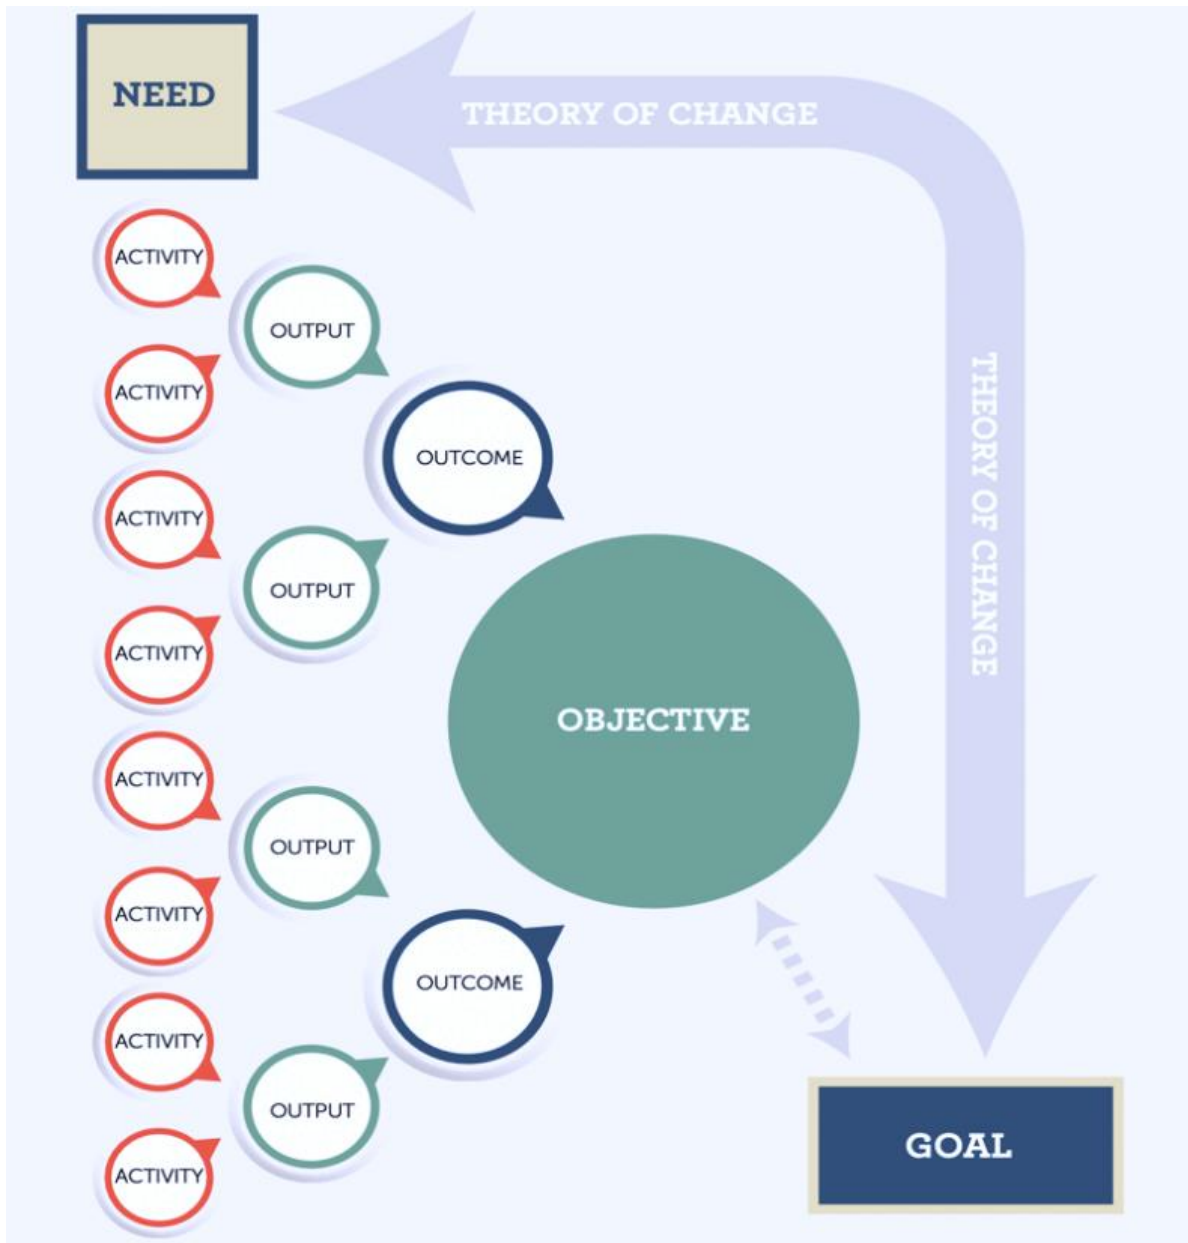 NEED
THEORY OF CHANGE
ACTIVITY
OUTPUT
ACTIVITY
OUTCOME
ACTIVITY
OUTPUT
ACTIVITY
THEORY OF CHANGE
OBJECTIVE
ACTIVITY
OUTPUT
ACTIVITY
OUTCOME
ACTIVITY
OUTPUT
ACTIVITY
GOAL